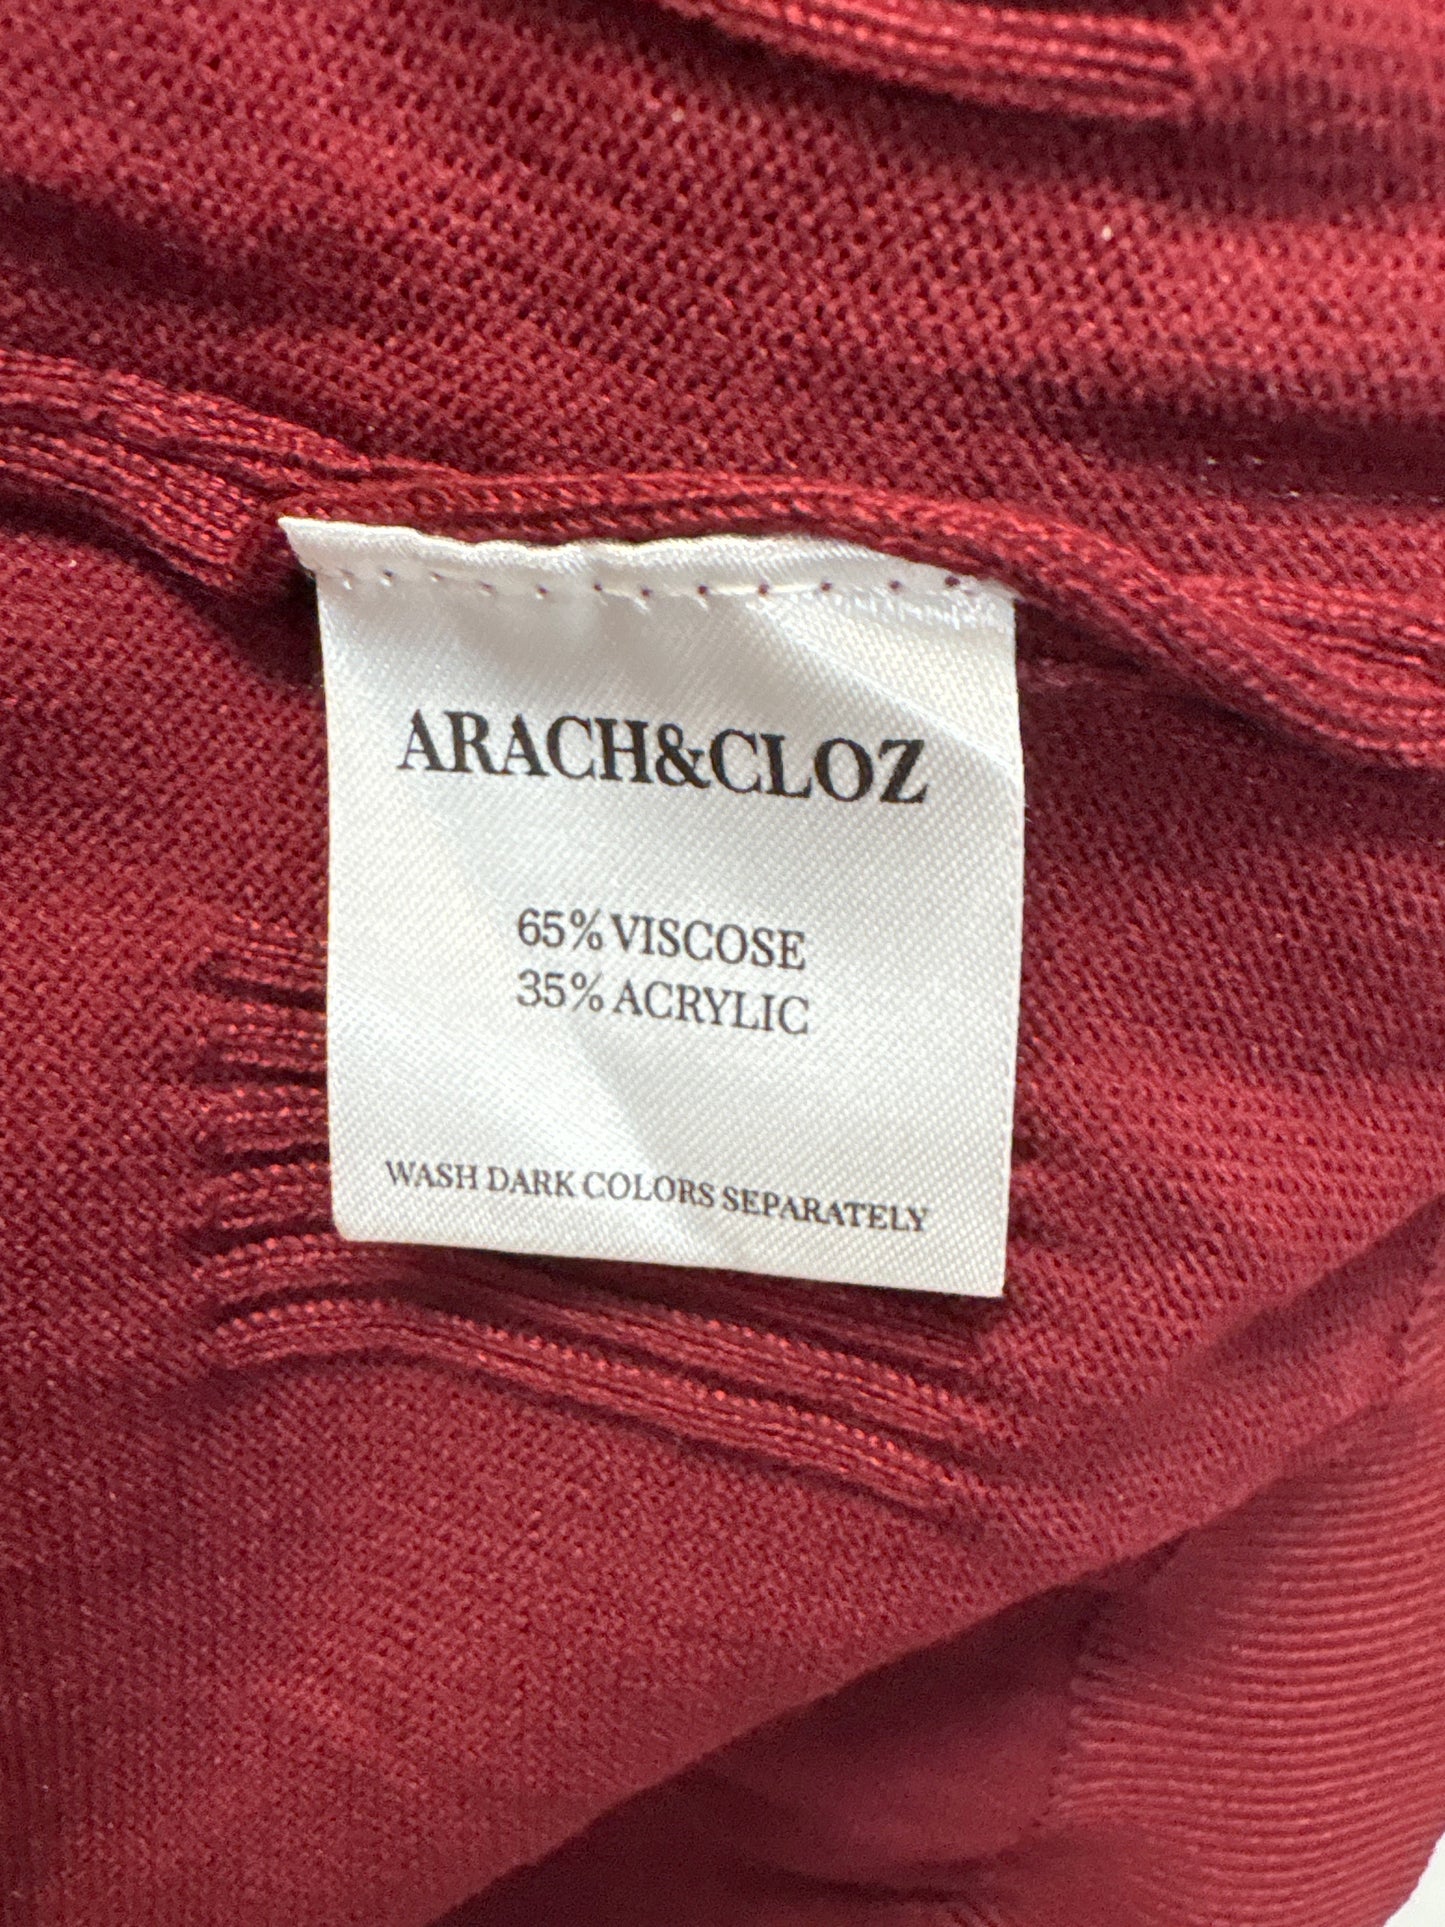 ARACH&CLOZ
65% VISCOSE
35% ACRYLIC
WASH DARK COLORS SEPARATELY